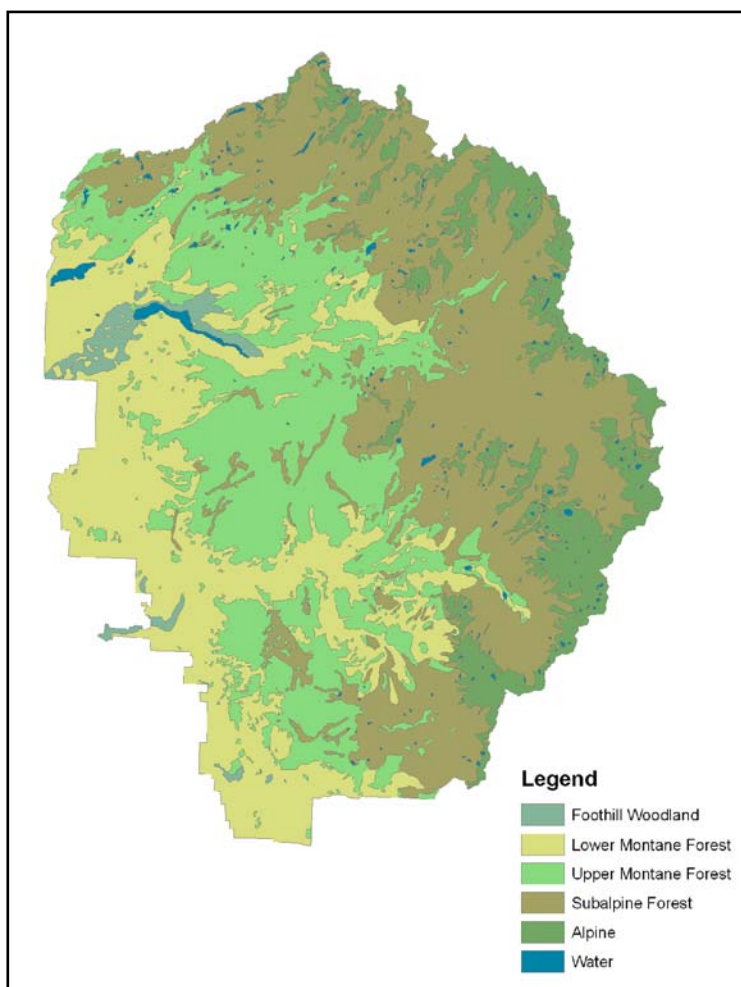 Legend
Foothill Woodland
Lower Montane Forest
Upper Montane Forest
Subalpine Forest
Alpine
Water